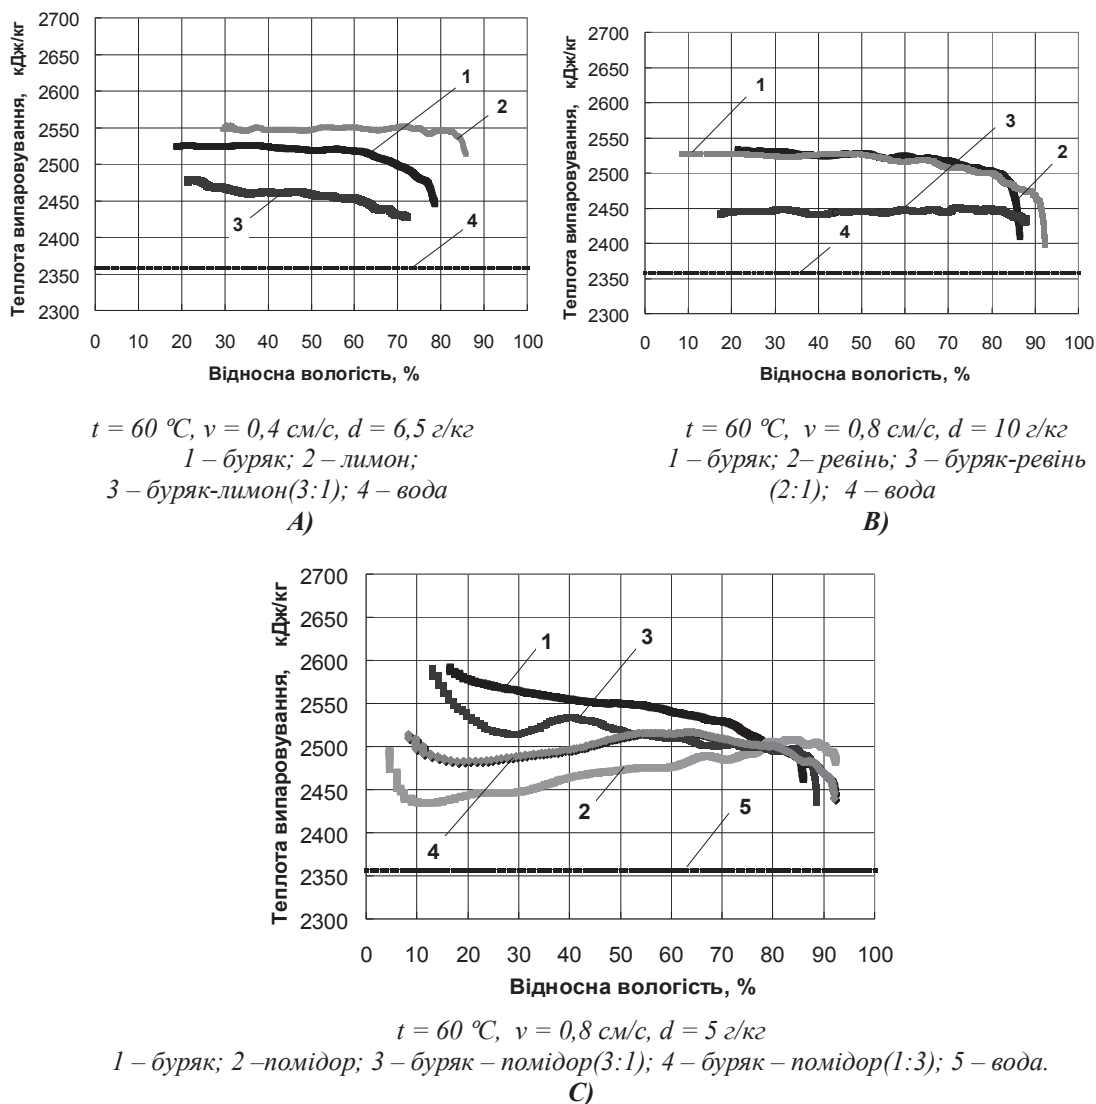 Теплота випаровування, кДж/кг
2700
2650
2600
2550
2500
2450
2400
2350
2300
1
2
3
4
0 10 20 30 40 50 60 70 80 90 100
Відносна вологість, %
t = 60 ºC, v = 0,4 см/с, d = 6,5 г/кг
1 – буряк; 2 – лимон;
3 – буряк-лимон(3:1); 4 – вода
A)
Теплота випаровування, кДж/кг
2700
2650
2600
2550
2500
2450
2400
2350
2300
1
3
2
4
0 10 20 30 40 50 60 70 80 90 100
Відносна вологість, %
t = 60 ºC, v = 0,8 см/с, d = 10 г/кг
1 – буряк; 2– ревінь; 3 – буряк-ревінь
(2:1); 4 – вода
B)
Теплота випаровування, кДж/кг
2700
2650
2600
2550
2500
2450
2400
2350
2300
1
3
2
5
4
0 10 20 30 40 50 60 70 80 90 100
Відносна вологість, %
t = 60 ºC, v = 0,8 см/с, d = 5 г/кг
1 – буряк; 2 –помідор; 3 – буряк – помідор(3:1); 4 – буряк – помідор(1:3); 5 – вода.
C)